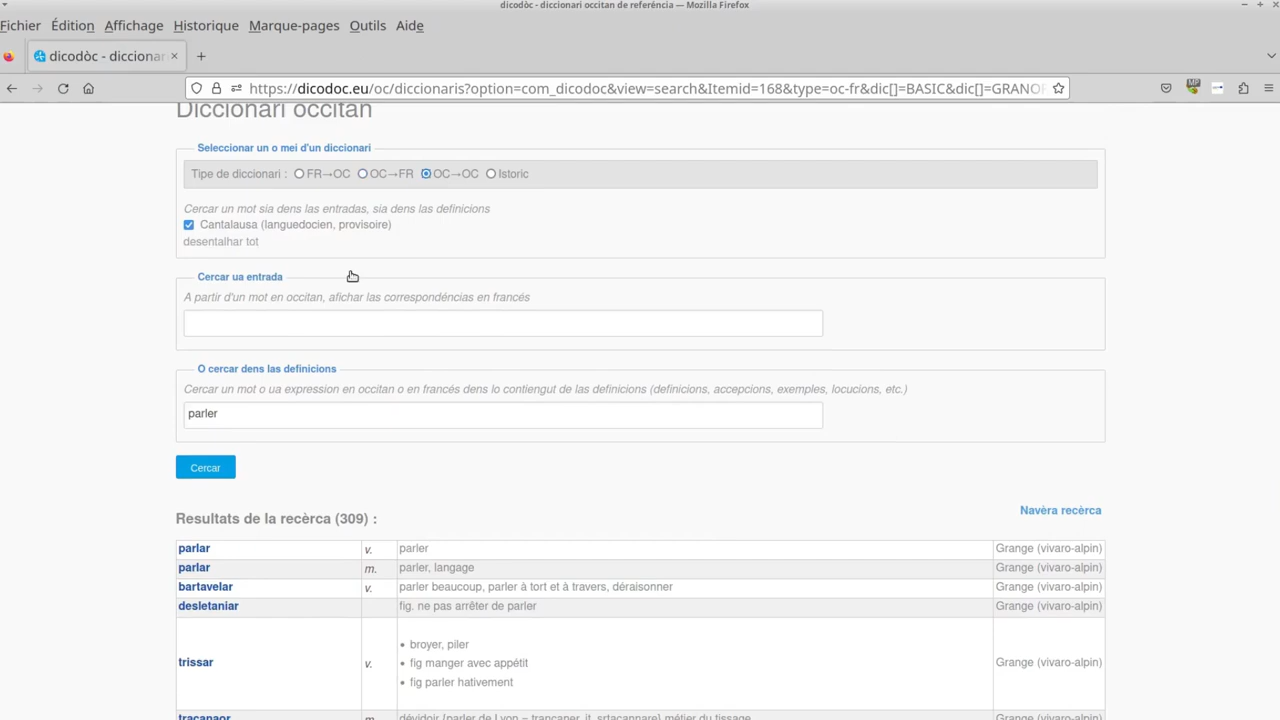 dicodòc - diccionari occitan de referéncia — Mozilla Firefox
Fichier Édition Affichage Historique Marque-pages Outils Aide
dicodòc - diccionar
https://dicodoc.eu/oc/diccionaris?option=com_dicodoc&view=search&Itemid=168&type=oc-fr&dic[]=BASIC&dic[]=GRANOF
Diccionari occitan
Seleccionar un o mei d'un diccionari
Tipe de diccionari : FR→OC OC→FR OC→OC Istoric
Cercar un mot sia dens las entradas, sia dens las definicions
Cantalausa (languedocien, provisoire)
desentalhar tot
Cercar ua entrada
A partir d'un mot en occitan, afichar las correspondéncias en francés
O cercar dens las definicions
Cercar un mot o ua expression en occitan o en francés dens lo contiengut de las definicions (definicions, accepcions, exemples, locucions, etc.)
parler
Cercar
Navèra recèrca
Resultats de la recèrca (309) :
parlar v. parler Grange (vivaro-alpin)
parlar m. parler, langage Grange (vivaro-alpin)
bartavelar v. parler beaucoup, parler à tort et à travers, déraisonner Grange (vivaro-alpin)
desletaniar fig. ne pas arrêter de parler Grange (vivaro-alpin)
• broyer, piler
trissar v. • fig manger avec appétit Grange (vivaro-alpin)
• fig parler hativement
tracanaor m. dévidoir [parler de Lyon = trancaner, it. srtacannare] métier du tissage Grange (vivaro-alpin)